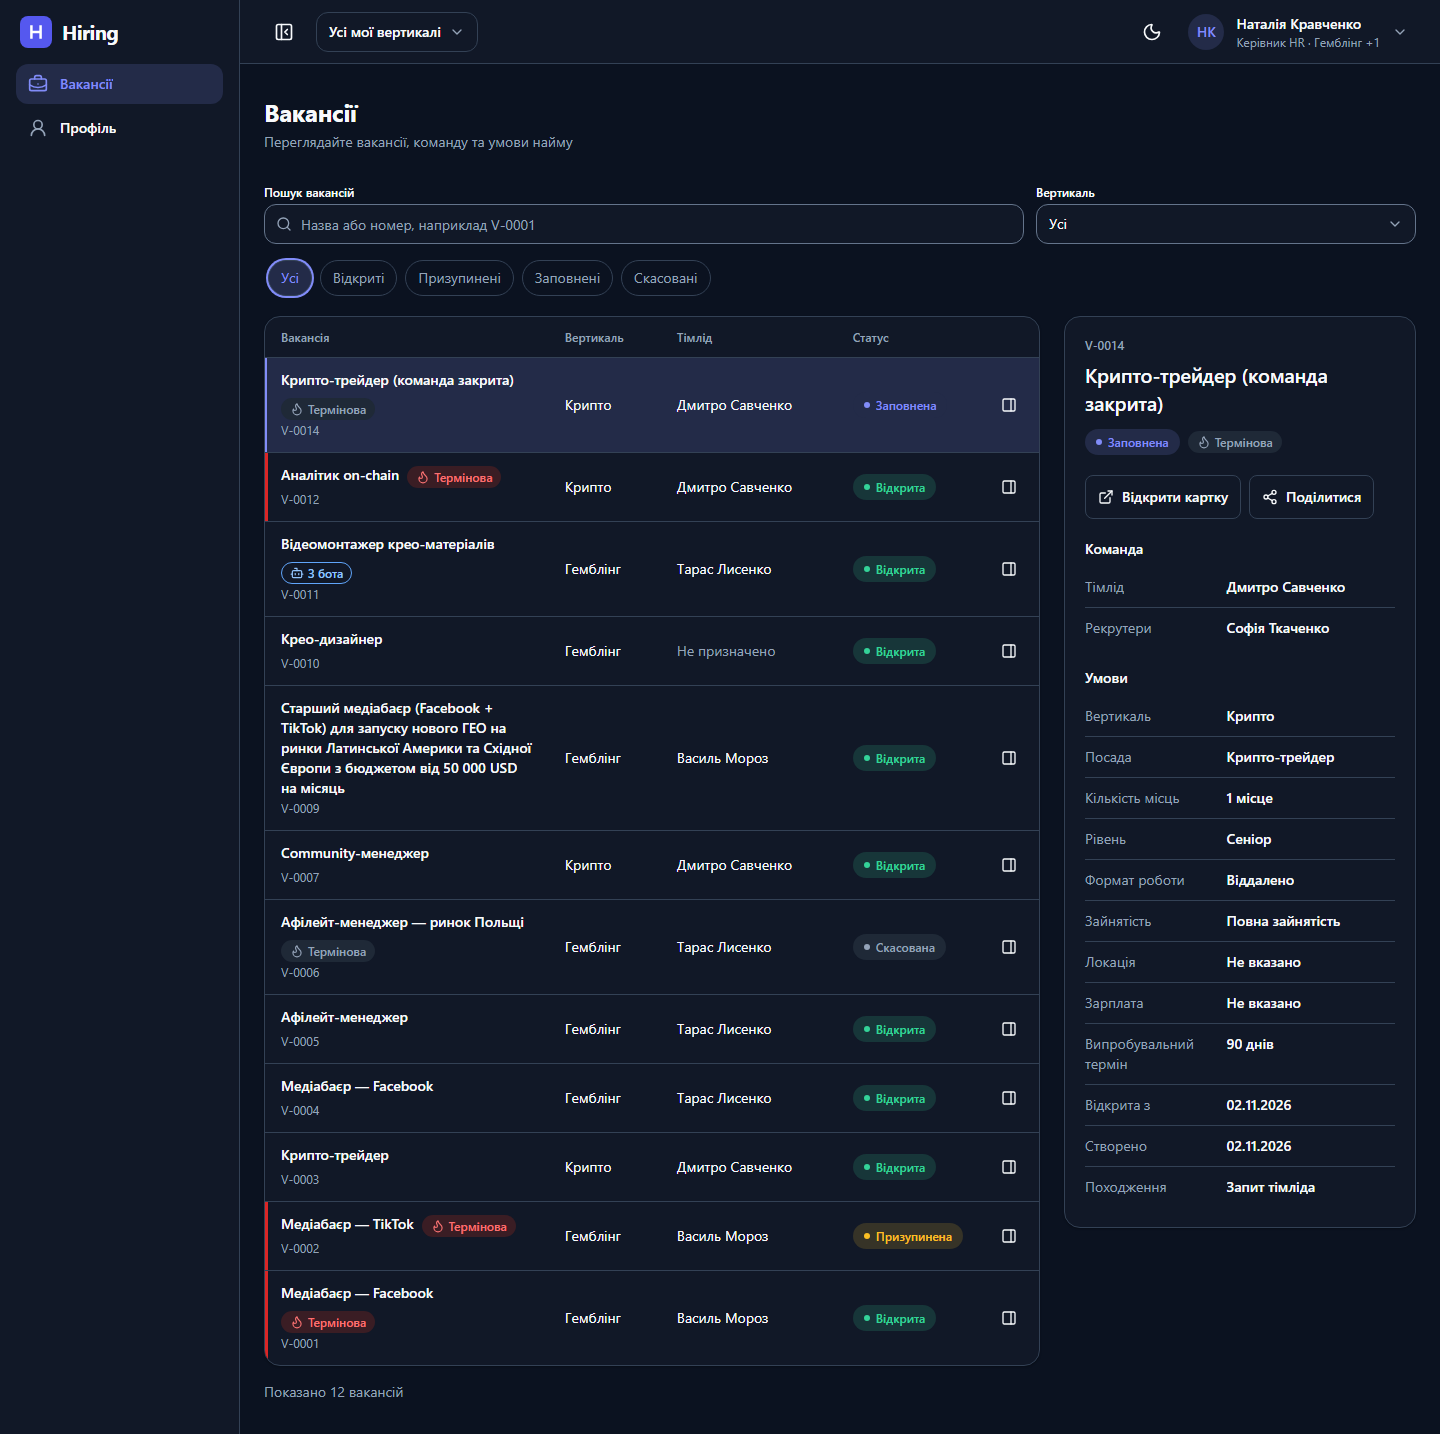 H Hiring
Вакансії
Профіль
Усі мої вертикалі
НК
Наталія Кравченко
Керівник HR · Гемблінг +1
Вакансії
Переглядайте вакансії, команду та умови найму
Пошук вакансій
Назва або номер, наприклад V-0001
Вертикаль
Усі
Усі Відкриті Призупинені Заповнені Скасовані
Вакансія Вертикаль Тімлід Статус
Крипто-трейдер (команда закрита)
Термінова
V-0014
Крипто Дмитро Савченко Заповнена
Аналітик on-chain Термінова
V-0012
Крипто Дмитро Савченко Відкрита
Відеомонтажер крео-матеріалів
З бота
V-0011
Гемблінг Тарас Лисенко Відкрита
Крео-дизайнер
V-0010
Гемблінг Не призначено Відкрита
Старший медіабаєр (Facebook +
TikTok) для запуску нового ГЕО на
ринки Латинської Америки та Східної
Європи з бюджетом від 50 000 USD
на місяць
V-0009
Гемблінг Василь Мороз Відкрита
Community-менеджер
V-0007
Крипто Дмитро Савченко Відкрита
Афілейт-менеджер — ринок Польщі
Термінова
V-0006
Гемблінг Тарас Лисенко Скасована
Афілейт-менеджер
V-0005
Гемблінг Тарас Лисенко Відкрита
Медіабаєр — Facebook
V-0004
Гемблінг Тарас Лисенко Відкрита
Крипто-трейдер
V-0003
Крипто Дмитро Савченко Відкрита
Медіабаєр — TikTok Термінова
V-0002
Гемблінг Василь Мороз Призупинена
Медіабаєр — Facebook
Термінова
V-0001
Гемблінг Василь Мороз Відкрита
Показано 12 вакансій
V-0014
Крипто-трейдер (команда
закрита)
Заповнена Термінова
Відкрити картку Поділитися
Команда
Тімлід Дмитро Савченко
Рекрутери Софія Ткаченко
Умови
Вертикаль Крипто
Посада Крипто-трейдер
Кількість місць 1 місце
Рівень Сеніор
Формат роботи Віддалено
Зайнятість Повна зайнятість
Локація Не вказано
Зарплата Не вказано
Випробувальний 90 днів
термін
Відкрита з 02.11.2026
Створено 02.11.2026
Походження Запит тімліда